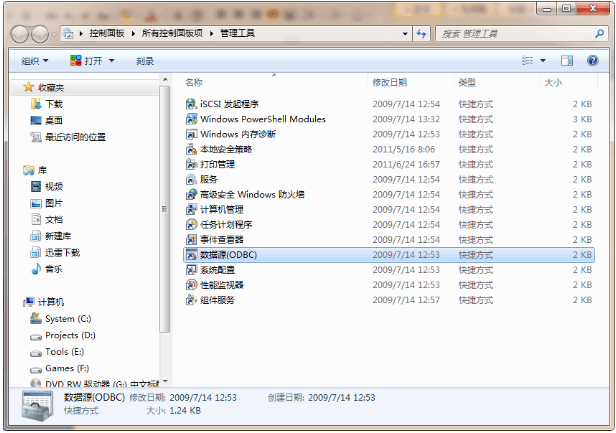 控制面板 ▸ 所有控制面板项 ▸ 管理工具
搜索 管理工具
组织 打开 刻录
名称 修改日期 类型 大小
iSCSI 发起程序 2009/7/14 12:54 快捷方式 2 KB
Windows PowerShell Modules 2009/7/14 13:32 快捷方式 3 KB
Windows 内存诊断 2009/7/14 12:53 快捷方式 2 KB
本地安全策略 2011/5/16 8:06 快捷方式 2 KB
打印管理 2011/6/24 16:57 快捷方式 2 KB
服务 2009/7/14 12:54 快捷方式 2 KB
高级安全 Windows 防火墙 2009/7/14 12:54 快捷方式 2 KB
计算机管理 2009/7/14 12:54 快捷方式 2 KB
任务计划程序 2009/7/14 12:54 快捷方式 2 KB
事件查看器 2009/7/14 12:54 快捷方式 2 KB
数据源(ODBC) 2009/7/14 12:53 快捷方式 2 KB
系统配置 2009/7/14 12:53 快捷方式 2 KB
性能监视器 2009/7/14 12:53 快捷方式 2 KB
组件服务 2009/7/14 12:57 快捷方式 2 KB
收藏夹
下载
桌面
最近访问的位置
库
视频
图片
文档
新建库
迅雷下载
音乐
计算机
System (C:)
Projects (D:)
Tools (E:)
Games (F:)
DVD RW 驱动器 (G:) 中文标
数据源(ODBC) 修改日期: 2009/7/14 12:53 创建日期: 2009/7/14 12:53
快捷方式 大小: 1.24 KB